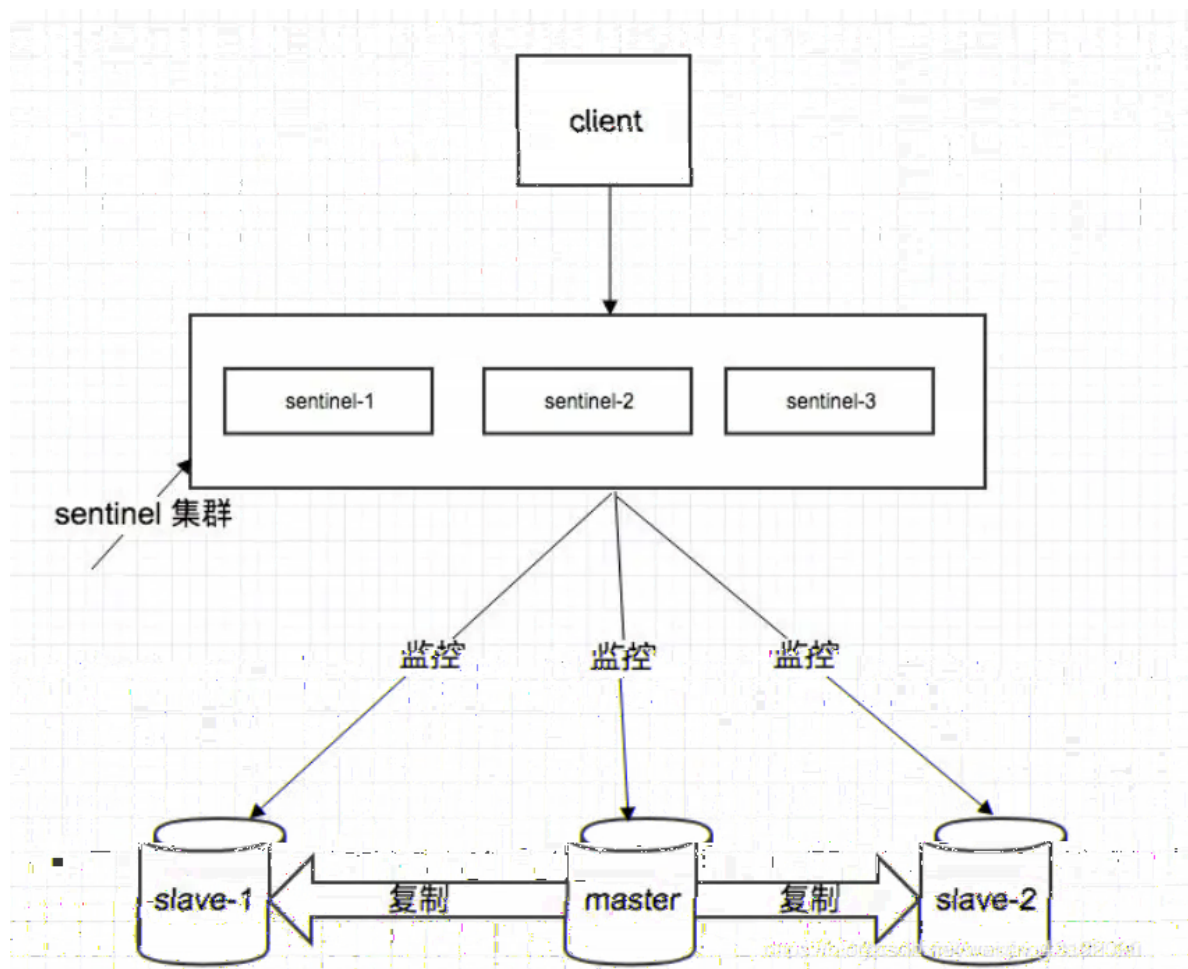 client
sentinel-1
sentinel-2
sentinel-3
sentinel 集群
监控
监控
监控
slave-1
复制
master
复制
slave-2